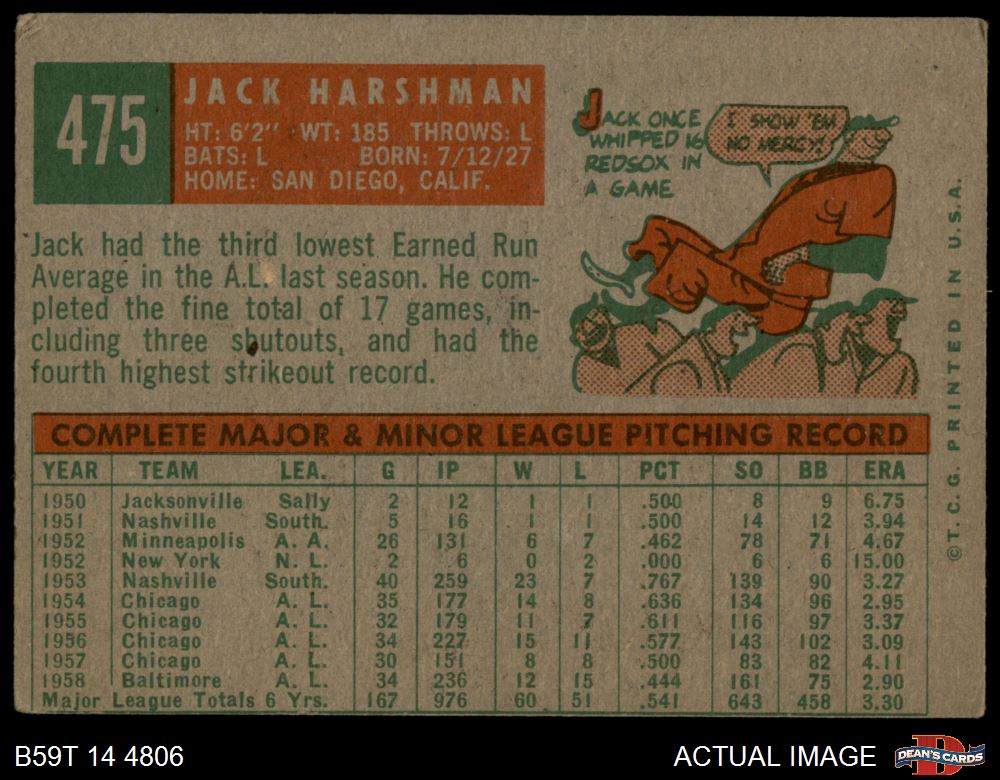 475
JACK HARSHMAN
HT: 6'2" WT: 185 THROWS: L
BATS: L BORN: 7/12/27
HOME: SAN DIEGO, CALIF.
JACK ONCE
WHIPPED 16
REDSOX IN
A GAME
I SHOW 'EM
NO MERCY!
Jack had the third lowest Earned Run
Average in the A.L. last season. He com-
pleted the fine total of 17 games, in-
cluding three shutouts, and had the
fourth highest strikeout record.
COMPLETE MAJOR & MINOR LEAGUE PITCHING RECORD
YEAR TEAM LEA. G IP W L PCT SO BB ERA
1950 Jacksonville Sally 2 12 1 1 .500 8 9 6.75
1951 Nashville South. 5 16 1 1 .500 14 12 3.94
1952 Minneapolis A. A. 26 131 6 7 .462 78 71 4.67
1952 New York N. L. 2 6 0 2 .000 6 6 15.00
1953 Nashville South. 40 259 23 7 .767 139 90 3.27
1954 Chicago A. L. 35 177 14 8 .636 134 96 2.95
1955 Chicago A. L. 32 179 11 7 .611 116 97 3.37
1956 Chicago A. L. 34 227 15 11 .577 143 102 3.09
1957 Chicago A. L. 30 151 8 8 .500 83 82 4.11
1958 Baltimore A. L. 34 236 12 15 .444 161 75 2.90
Major League Totals 6 Yrs. 167 976 60 51 .541 643 458 3.30
©T. C. G. PRINTED IN U.S.A.
B59T 14 4806
ACTUAL IMAGE
D
DEAN'S CARDS